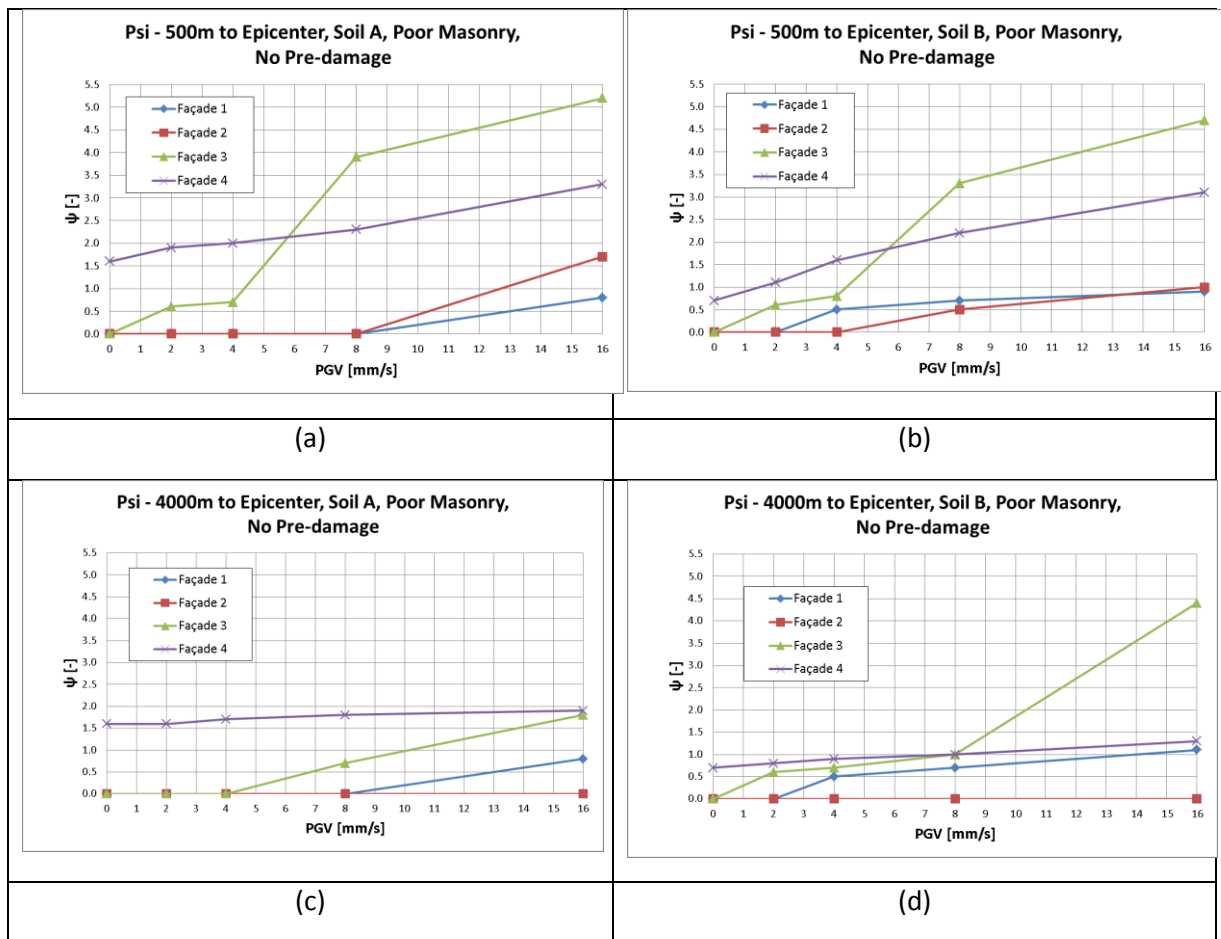 Psi - 500m to Epicenter, Soil A, Poor Masonry,
No Pre-damage
5.5
5.0
4.5
4.0
3.5
3.0
2.5
2.0
1.5
1.0
0.5
0.0
ψ [-]
Façade 1
Façade 2
Façade 3
Façade 4
0 1 2 3 4 5 6 7 8 9 10 11 12 13 14 15 16
PGV [mm/s]
Psi - 500m to Epicenter, Soil B, Poor Masonry,
No Pre-damage
5.5
5.0
4.5
4.0
3.5
3.0
2.5
2.0
1.5
1.0
0.5
0.0
ψ [-]
Façade 1
Façade 2
Façade 3
Façade 4
0 1 2 3 4 5 6 7 8 9 10 11 12 13 14 15 16
PGV [mm/s]
(a)
(b)
Psi - 4000m to Epicenter, Soil A, Poor Masonry,
No Pre-damage
5.5
5.0
4.5
4.0
3.5
3.0
2.5
2.0
1.5
1.0
0.5
0.0
ψ [-]
Façade 1
Façade 2
Façade 3
Façade 4
0 1 2 3 4 5 6 7 8 9 10 11 12 13 14 15 16
PGV [mm/s]
Psi - 4000m to Epicenter, Soil B, Poor Masonry,
No Pre-damage
5.5
5.0
4.5
4.0
3.5
3.0
2.5
2.0
1.5
1.0
0.5
0.0
ψ [-]
Façade 1
Façade 2
Façade 3
Façade 4
0 1 2 3 4 5 6 7 8 9 10 11 12 13 14 15 16
PGV [mm/s]
(c)
(d)